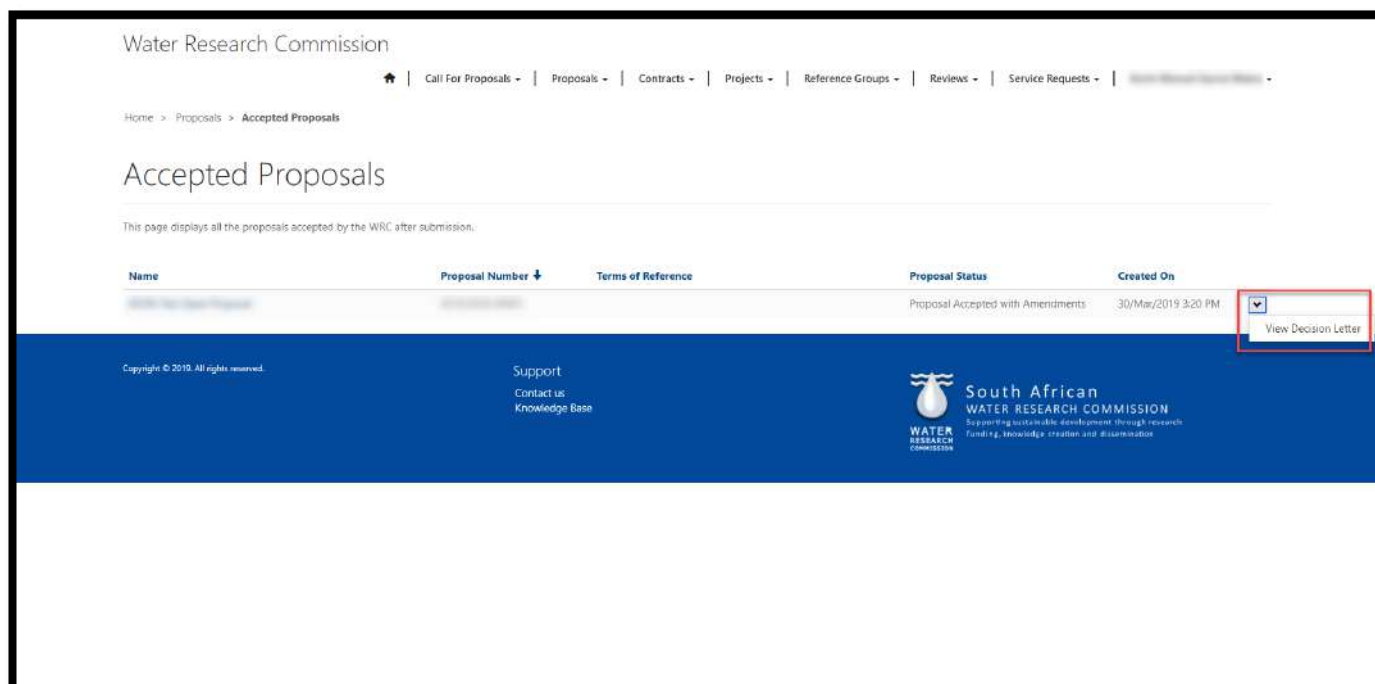 Water Research Commission
Call For Proposals | Proposals | Contracts | Projects | Reference Groups | Reviews | Service Requests |
Home > Proposals > Accepted Proposals
Accepted Proposals
This page displays all the proposals accepted by the WRC after submission.
Name Proposal Number Terms of Reference Proposal Status Created On
Proposal Accepted with Amendments 30/Mar/2019 3:20 PM
View Decision Letter
Copyright © 2019. All rights reserved.
Support
Contact us
Knowledge Base
WATER
RESEARCH
COMMISSION
South African
WATER RESEARCH COMMISSION
Supporting sustainable development through research
funding, knowledge creation and dissemination